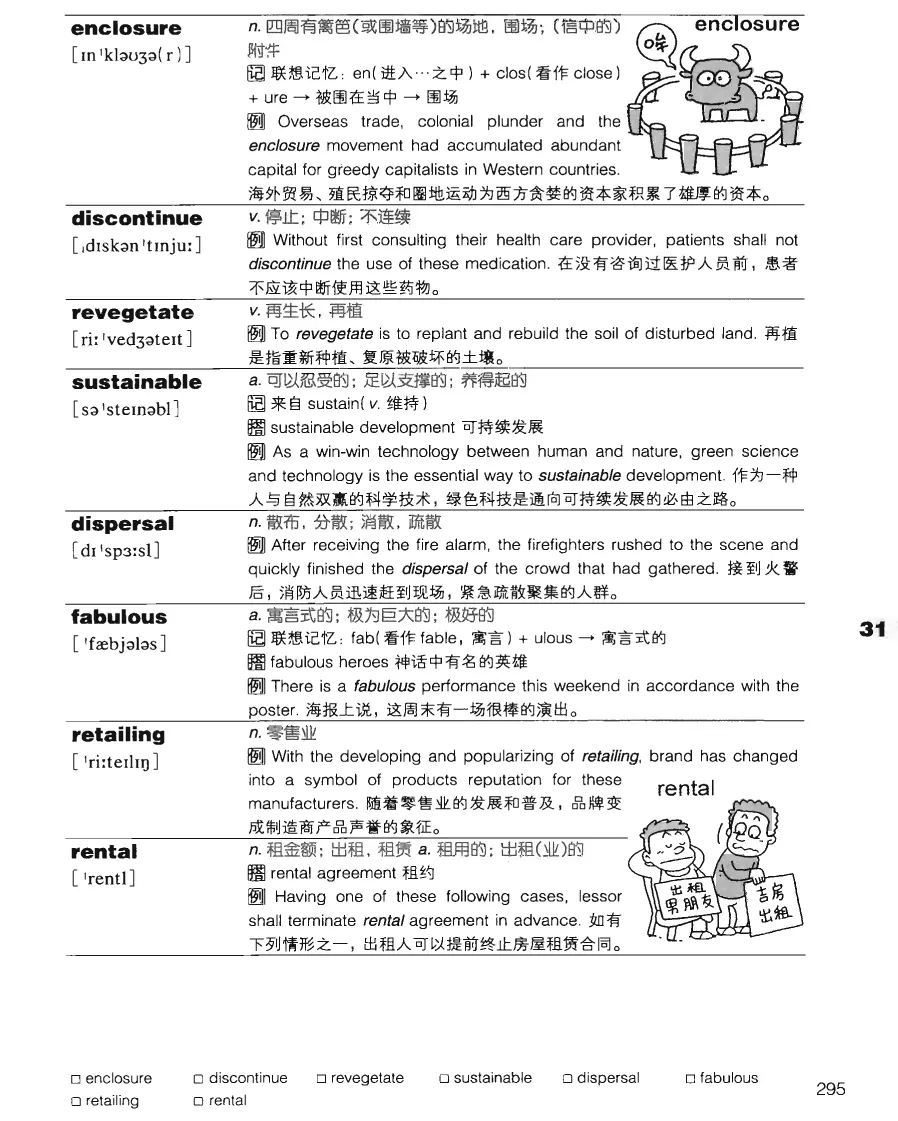 enclosure
[ɪnˈkləʊʒə(r)]
n. 四周有篱笆(或围墙等)的场地, 围场; (信中的)
附件
记 联想记忆: en(进入…之中) + clos(看作 close)
+ ure → 被围在当中 → 围场
例 Overseas trade, colonial plunder and the
enclosure movement had accumulated abundant
capital for greedy capitalists in Western countries.
海外贸易、殖民掠夺和圈地运动为西方贪婪的资本家积累了雄厚的资本。
enclosure
哞
discontinue
[ˌdɪskənˈtɪnjuː]
v. 停止; 中断; 不连续
例 Without first consulting their health care provider, patients shall not
discontinue the use of these medication. 在没有咨询过医护人员前, 患者
不应该中断使用这些药物。
revegetate
[riːˈvedʒəteɪt]
v. 再生长, 再植
例 To revegetate is to replant and rebuild the soil of disturbed land. 再植
是指重新种植、复原被破坏的土壤。
sustainable
[səˈsteɪnəbl]
a. 可以忍受的; 足以支撑的; 养得起的
记 来自 sustain(v. 维持)
搭 sustainable development 可持续发展
例 As a win-win technology between human and nature, green science
and technology is the essential way to sustainable development. 作为一种
人与自然双赢的科学技术, 绿色科技是通向可持续发展的必由之路。
dispersal
[dɪˈspɜːsl]
n. 散布, 分散; 消散, 疏散
例 After receiving the fire alarm, the firefighters rushed to the scene and
quickly finished the dispersal of the crowd that had gathered. 接到火警
后, 消防人员迅速赶到现场, 紧急疏散聚集的人群。
fabulous
[ˈfæbjələs]
a. 寓言式的; 极为巨大的; 极好的
记 联想记忆: fab(看作 fable, 寓言) + ulous → 寓言式的
搭 fabulous heroes 神话中有名的英雄
例 There is a fabulous performance this weekend in accordance with the
poster. 海报上说, 这周末有一场很棒的演出。
31
retailing
[ˈriːteɪlɪŋ]
n. 零售业
例 With the developing and popularizing of retailing, brand has changed
into a symbol of products reputation for these
manufacturers. 随着零售业的发展和普及, 品牌变
成制造商产品声誉的象征。
rental
[ˈrentl]
n. 租金额; 出租, 租赁 a. 租用的; 出租(业)的
搭 rental agreement 租约
例 Having one of these following cases, lessor
shall terminate rental agreement in advance. 如有
下列情形之一, 出租人可以提前终止房屋租赁合同。
rental
出租
男朋友
吉房
出租
□ enclosure □ discontinue □ revegetate □ sustainable □ dispersal □ fabulous
□ retailing □ rental
295